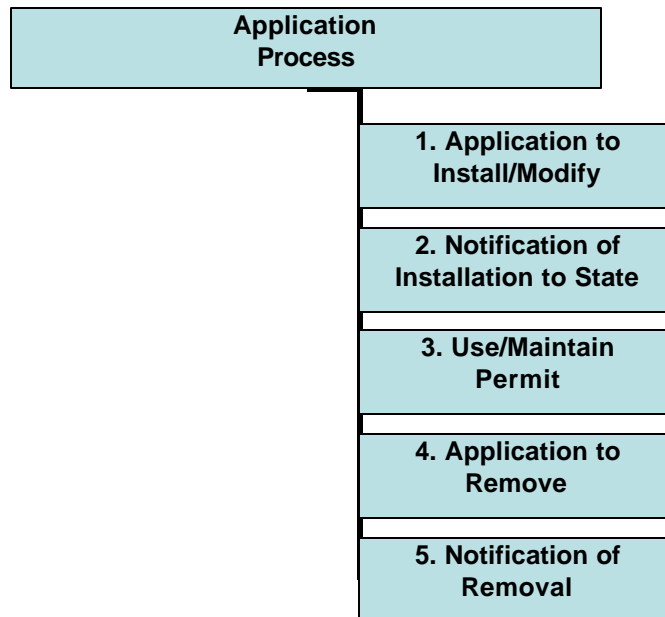 Application
Process
1. Application to
Install/Modify
2. Notification of
Installation to State
3. Use/Maintain
Permit
4. Application to
Remove
5. Notification of
Removal